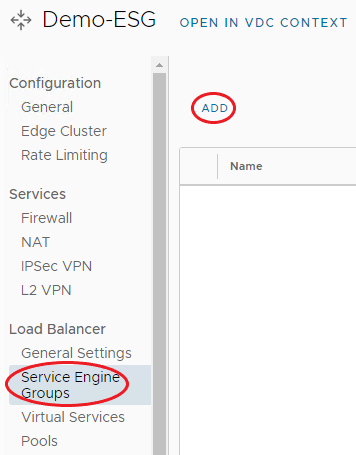 Demo-ESG OPEN IN VDC CONTEXT
Configuration
General
Edge Cluster
Rate Limiting
Services
Firewall
NAT
IPSec VPN
L2 VPN
Load Balancer
General Settings
Service Engine
Groups
Virtual Services
Pools
ADD
Name